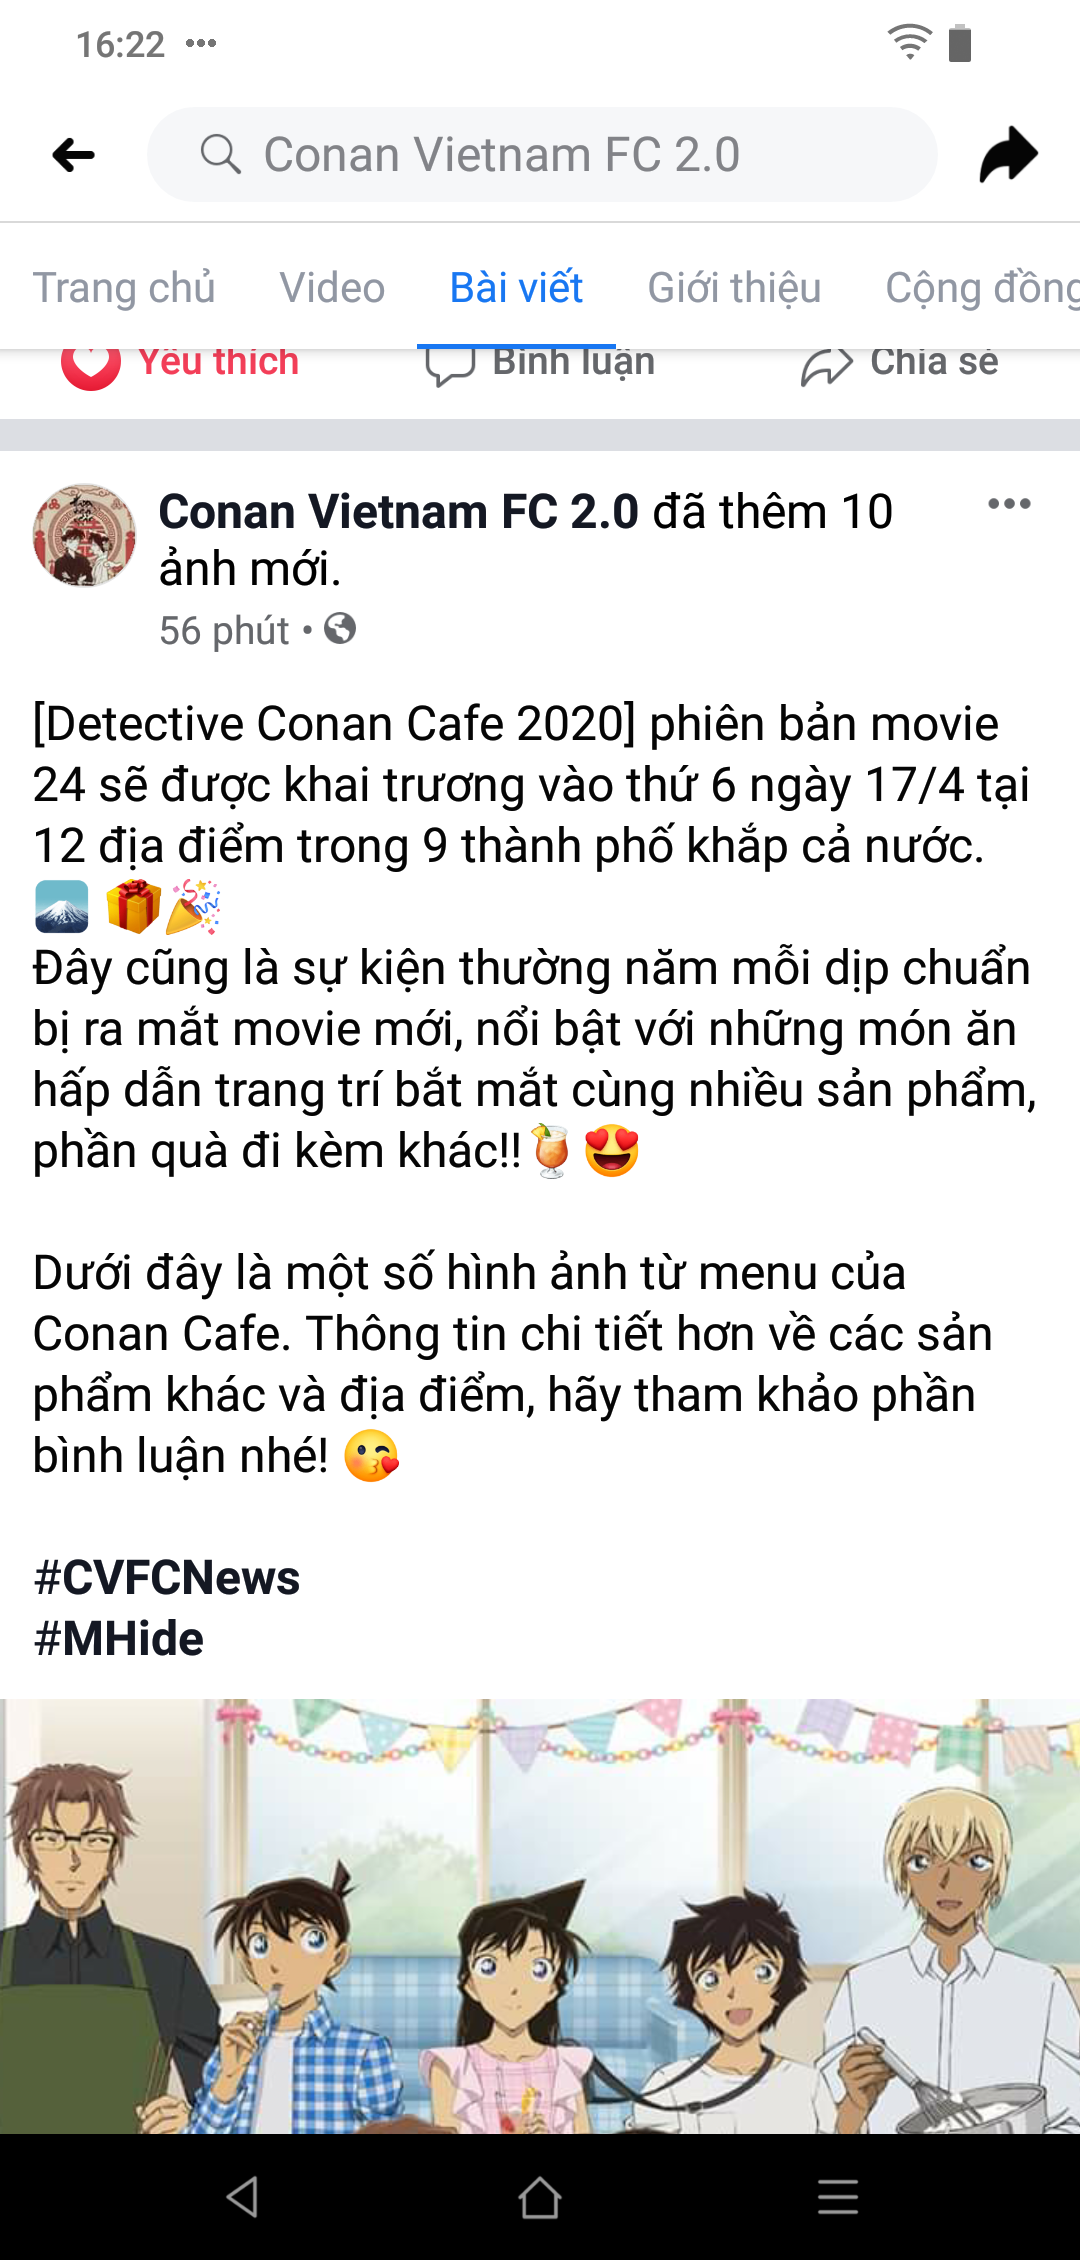 16:22
Conan Vietnam FC 2.0
Trang chủ Video Bài viết Giới thiệu Cộng đồng
Yêu thích Bình luận Chia sẻ
Conan Vietnam FC 2.0 đã thêm 10
ảnh mới.
56 phút •
[Detective Conan Cafe 2020] phiên bản movie
24 sẽ được khai trương vào thứ 6 ngày 17/4 tại
12 địa điểm trong 9 thành phố khắp cả nước.
🗻 🎁🎉
Đây cũng là sự kiện thường năm mỗi dịp chuẩn
bị ra mắt movie mới, nổi bật với những món ăn
hấp dẫn trang trí bắt mắt cùng nhiều sản phẩm,
phần quà đi kèm khác!!🍹😍
Dưới đây là một số hình ảnh từ menu của
Conan Cafe. Thông tin chi tiết hơn về các sản
phẩm khác và địa điểm, hãy tham khảo phần
bình luận nhé! 😘
#CVFCNews
#MHide